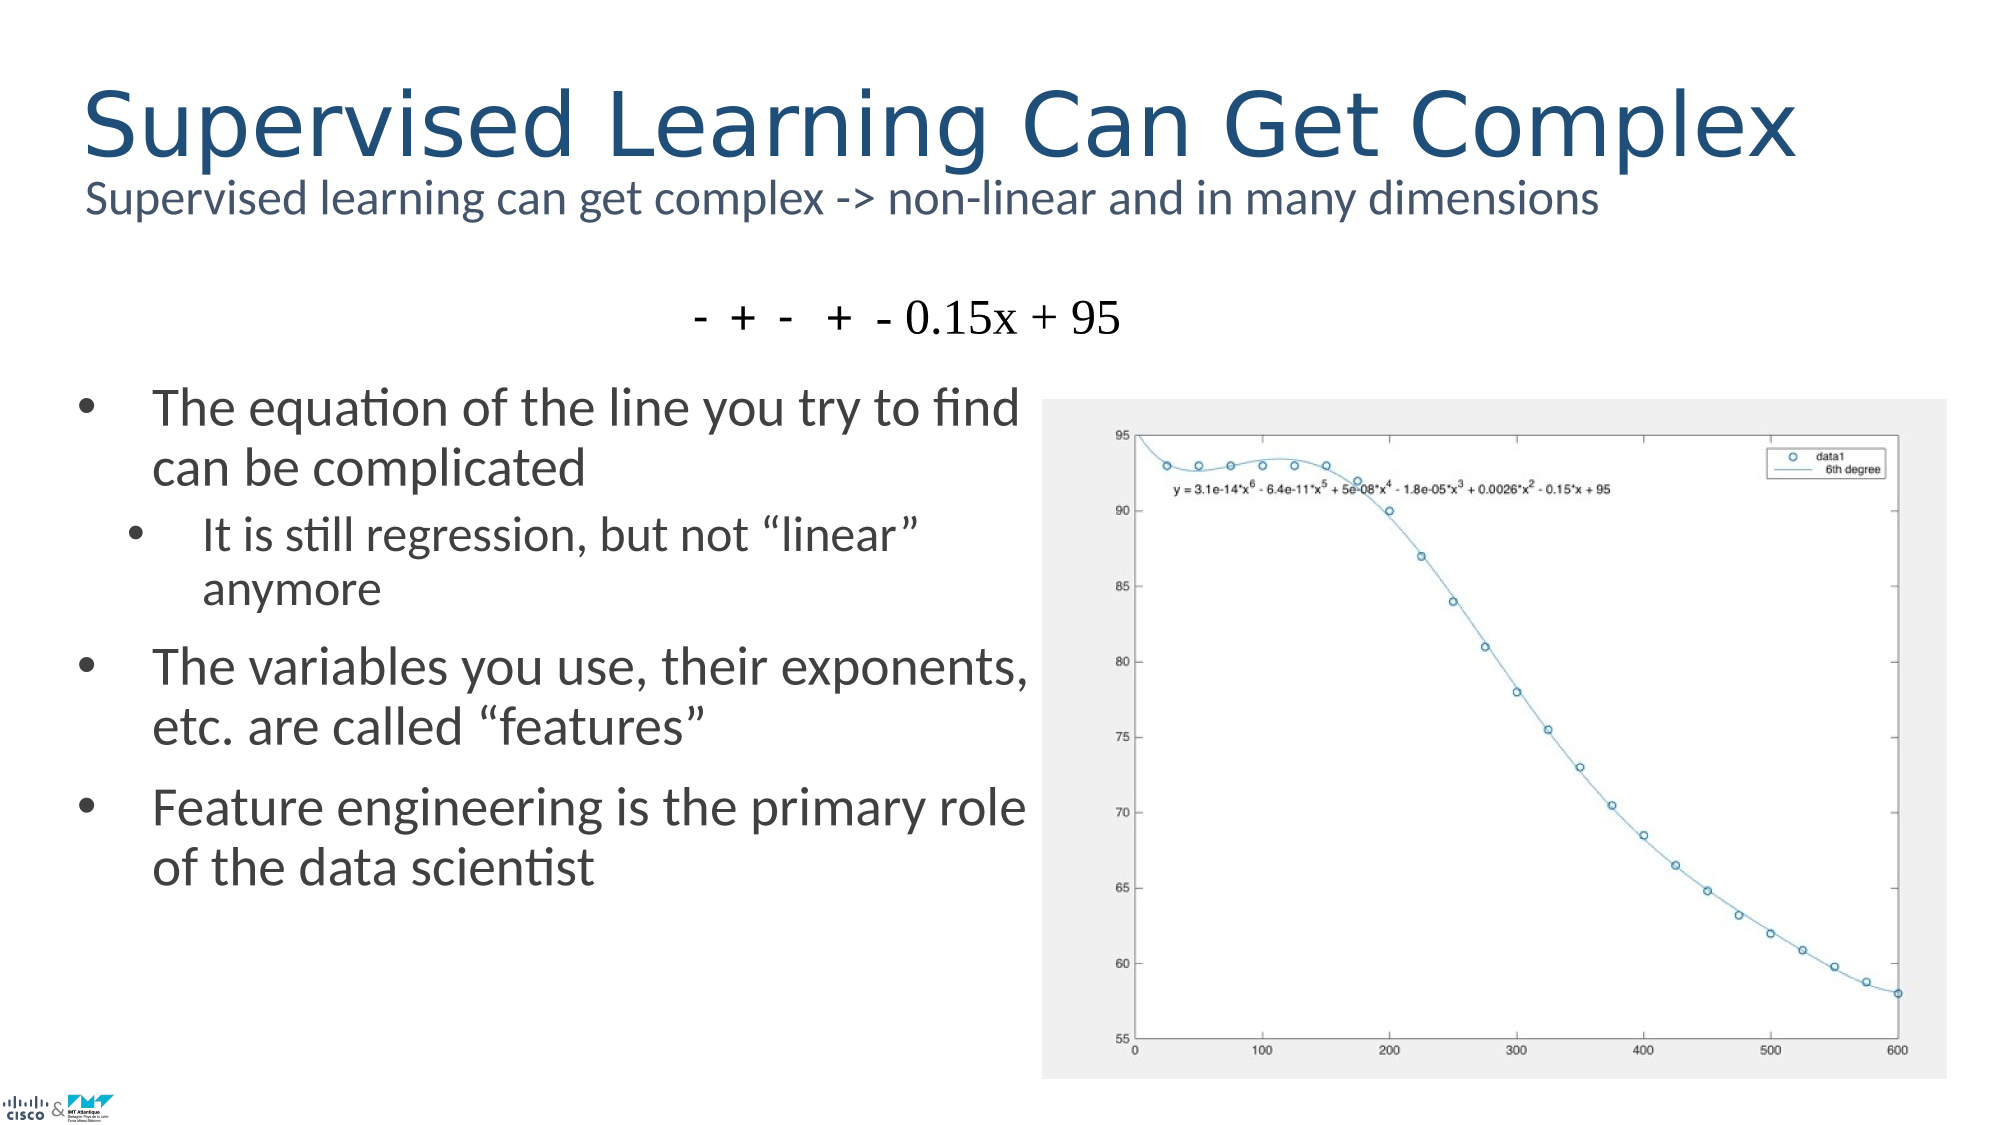 Supervised Learning Can Get Complex
Supervised learning can get complex -> non-linear and in many dimensions
- + - + - 0.15x + 95
• The equation of the line you try to find
can be complicated
• It is still regression, but not “linear”
anymore
• The variables you use, their exponents,
etc. are called “features”
• Feature engineering is the primary role
of the data scientist
95
90
85
80
75
70
65
60
55
0 100 200 300 400 500 600
data1
6th degree
y = 3.1e-14*x^6 - 6.4e-11*x^5 + 5e-08*x^4 - 1.8e-05*x^3 + 0.0026*x^2 - 0.15*x + 95
CISCO & IMT Atlantique